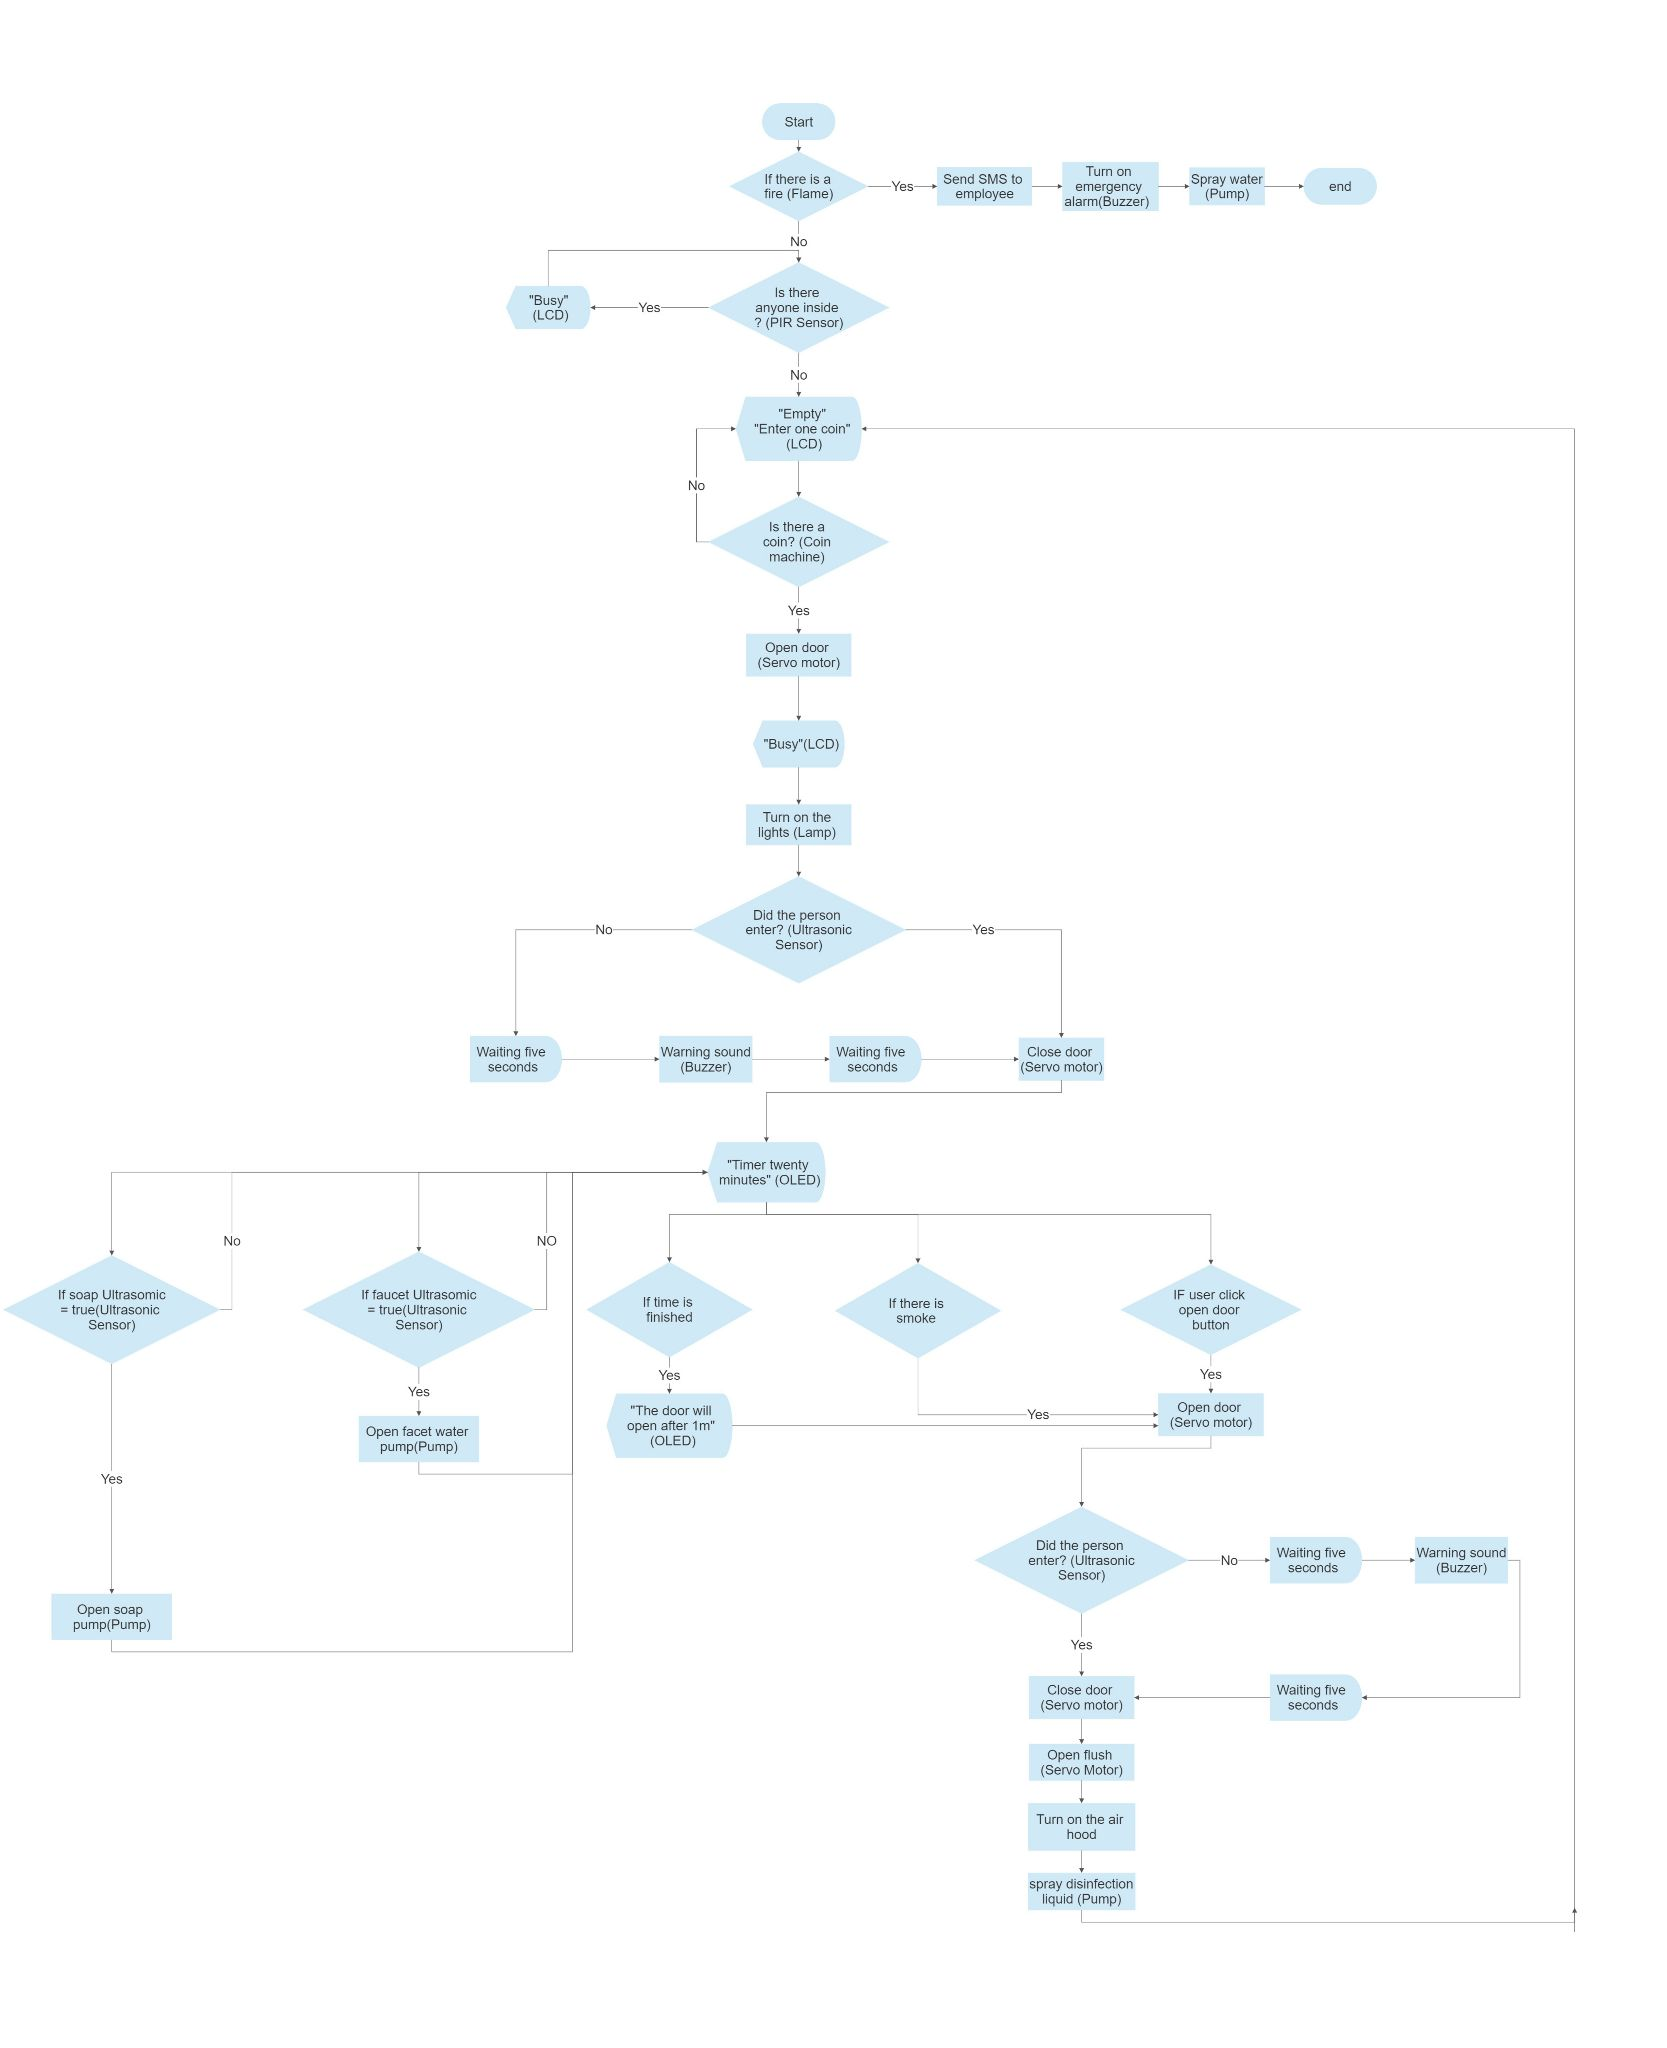 Start
If there is a
fire (Flame)
Yes
Send SMS to
employee
Turn on
emergency
alarm(Buzzer)
Spray water
(Pump)
end
No
"Busy"
(LCD)
Yes
Is there
anyone inside
? (PIR Sensor)
No
"Empty"
"Enter one coin"
(LCD)
No
Is there a
coin? (Coin
machine)
Yes
Open door
(Servo motor)
"Busy"(LCD)
Turn on the
lights (Lamp)
Did the person
enter? (Ultrasonic
Sensor)
No
Yes
Waiting five
seconds
Warning sound
(Buzzer)
Waiting five
seconds
Close door
(Servo motor)
"Timer twenty
minutes" (OLED)
No
NO
If soap Ultrasomic
= true(Ultrasonic
Sensor)
If faucet Ultrasomic
= true(Ultrasonic
Sensor)
If time is
finished
If there is
smoke
IF user click
open door
button
Yes
Yes
Yes
Open facet water
pump(Pump)
"The door will
open after 1m"
(OLED)
Yes
Open door
(Servo motor)
Yes
Did the person
enter? (Ultrasonic
Sensor)
No
Waiting five
seconds
Warning sound
(Buzzer)
Open soap
pump(Pump)
Yes
Close door
(Servo motor)
Waiting five
seconds
Open flush
(Servo Motor)
Turn on the air
hood
spray disinfection
liquid (Pump)